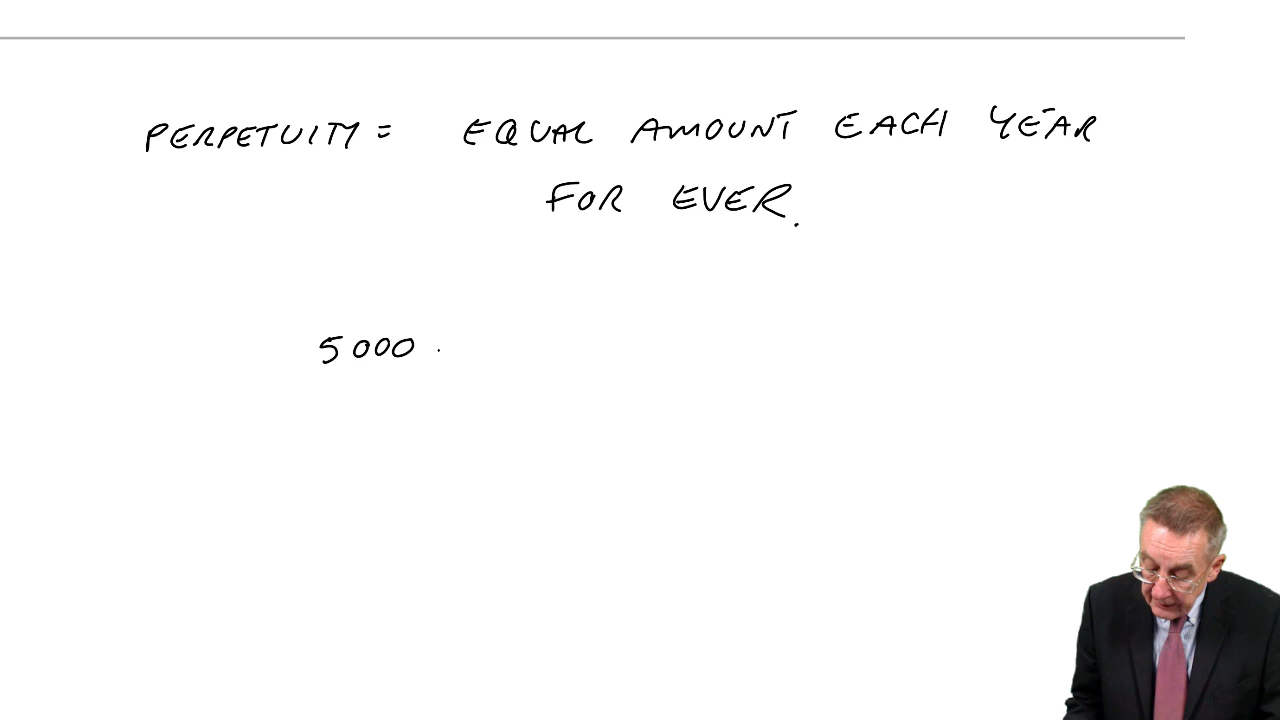 PERPETUITY = EQUAL AMOUNT EACH YEAR
FOR EVER.
5000